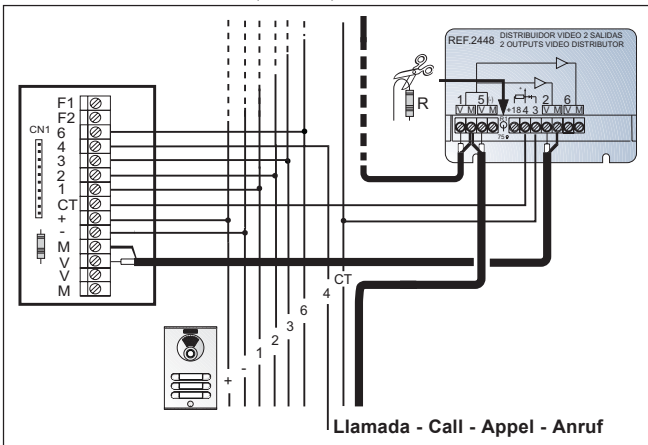 REF.2448 DISTRIBUIDOR VIDEO 2 SALIDAS
2 OUTPUTS VIDEO DISTRIBUTOR
R
1 5 (-) +18 4 3 2 6
V M V M V M V M
75
CN1
F1
F2
6
4
3
2
1
CT
+
-
M
V
V
M
+
-
1
2
3
6
4
CT
Llamada - Call - Appel - Anruf